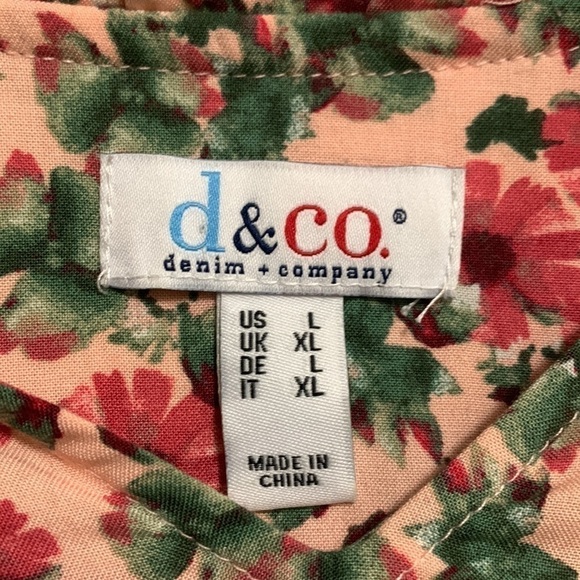 d&co.®
denim + company
US L
UK XL
DE L
IT XL
MADE IN
CHINA